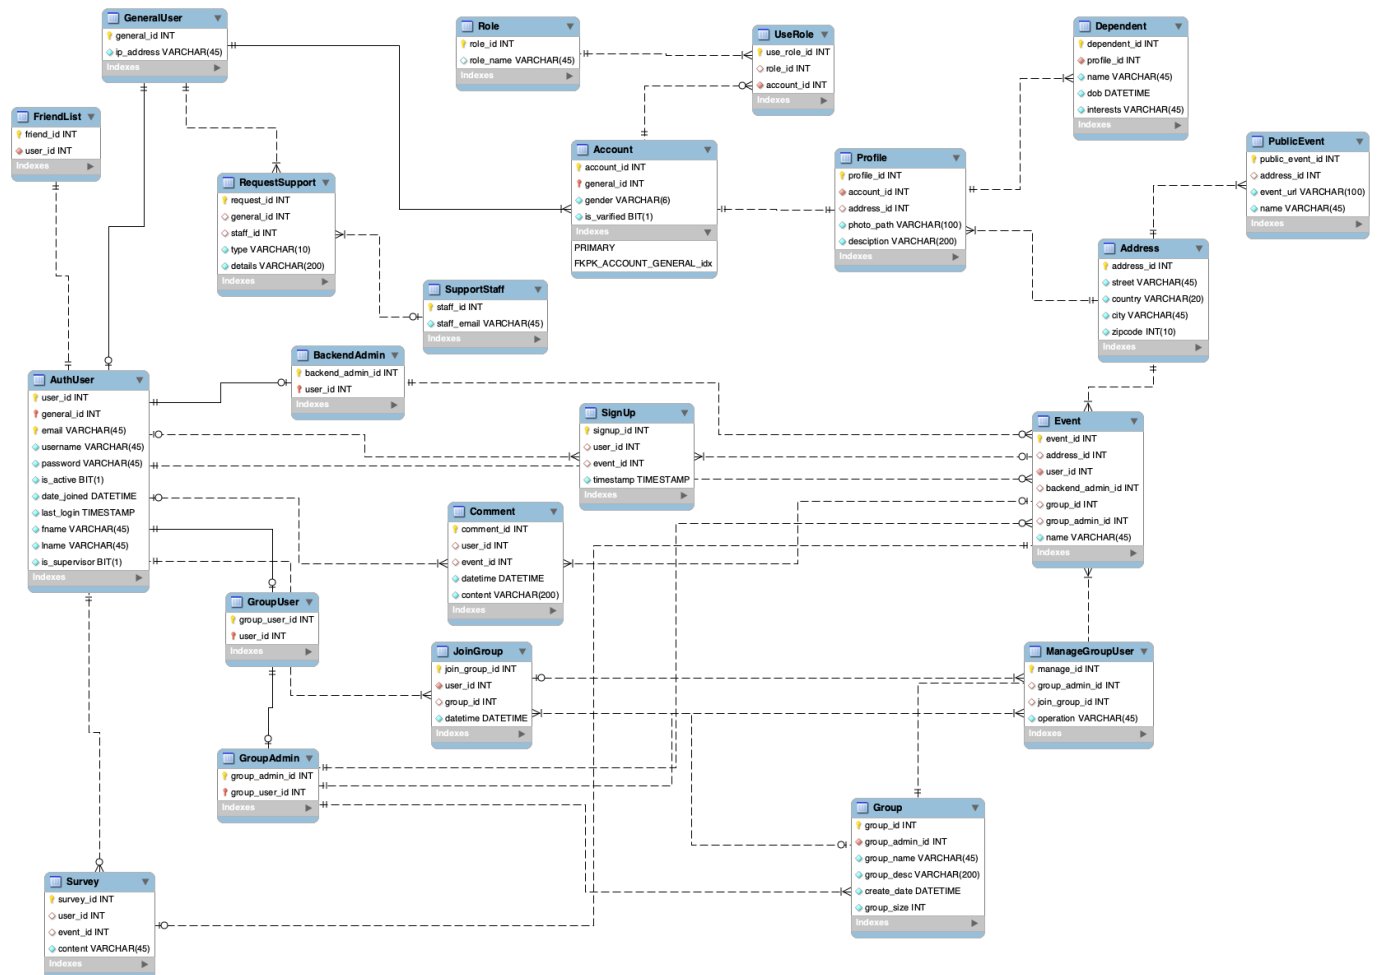 GeneralUser
general_id INT
ip_address VARCHAR(45)
Indexes
Role
role_id INT
role_name VARCHAR(45)
Indexes
UseRole
use_role_id INT
role_id INT
account_id INT
Indexes
Dependent
dependent_id INT
profile_id INT
name VARCHAR(45)
dob DATETIME
interests VARCHAR(45)
Indexes
FriendList
friend_id INT
user_id INT
Indexes
RequestSupport
request_id INT
general_id INT
staff_id INT
type VARCHAR(10)
details VARCHAR(200)
Indexes
Account
account_id INT
general_id INT
gender VARCHAR(6)
is_varified BIT(1)
Indexes
PRIMARY
FKPK_ACCOUNT_GENERAL_idx
Profile
profile_id INT
account_id INT
address_id INT
photo_path VARCHAR(100)
desciption VARCHAR(200)
Indexes
PublicEvent
public_event_id INT
address_id INT
event_url VARCHAR(100)
name VARCHAR(45)
Indexes
Address
address_id INT
street VARCHAR(45)
country VARCHAR(20)
city VARCHAR(45)
zipcode INT(10)
Indexes
SupportStaff
staff_id INT
staff_email VARCHAR(45)
Indexes
BackendAdmin
backend_admin_id INT
user_id INT
Indexes
AuthUser
user_id INT
general_id INT
email VARCHAR(45)
username VARCHAR(45)
password VARCHAR(45)
is_active BIT(1)
date_joined DATETIME
last_login TIMESTAMP
fname VARCHAR(45)
lname VARCHAR(45)
is_supervisor BIT(1)
Indexes
SignUp
signup_id INT
user_id INT
event_id INT
timestamp TIMESTAMP
Indexes
Event
event_id INT
address_id INT
user_id INT
backend_admin_id INT
group_id INT
group_admin_id INT
name VARCHAR(45)
Indexes
Comment
comment_id INT
user_id INT
event_id INT
datetime DATETIME
content VARCHAR(200)
Indexes
GroupUser
group_user_id INT
user_id INT
Indexes
JoinGroup
join_group_id INT
user_id INT
group_id INT
datetime DATETIME
Indexes
ManageGroupUser
manage_id INT
group_admin_id INT
join_group_id INT
operation VARCHAR(45)
Indexes
GroupAdmin
group_admin_id INT
group_user_id INT
Indexes
Group
group_id INT
group_admin_id INT
group_name VARCHAR(45)
group_desc VARCHAR(200)
create_date DATETIME
group_size INT
Indexes
Survey
survey_id INT
user_id INT
event_id INT
content VARCHAR(45)
Indexes